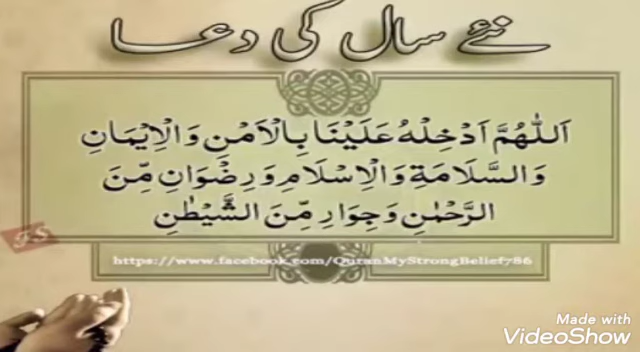 نئے سال کی دعا
اَللّٰهُمَّ اَدْخِلْهُ عَلَيْنَا بِالْاَمْنِ وَالْاِيْمَانِ
وَالسَّلَامَةِ وَالْاِسْلَامِ وَرِضْوَانٍ مِّنَ
الرَّحْمٰنِ وَجِوَارٍ مِّنَ الشَّيْطٰنِ
GS
https://www.facebook.com/QuranMyStrongBelief786
Made with
VideoShow